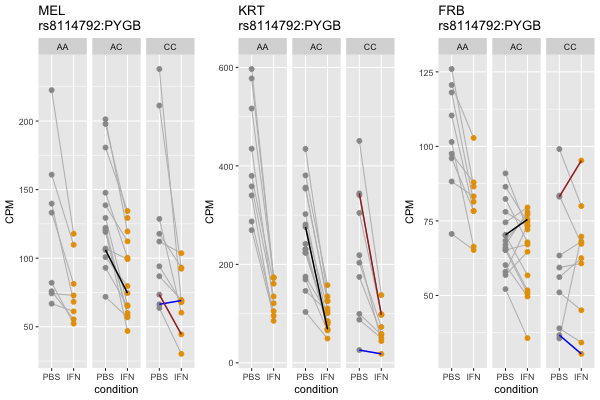 MEL
rs8114792:PYGB
AA AC CC
CPM
200
150
100
50
PBS IFN PBS IFN PBS IFN
condition
KRT
rs8114792:PYGB
AA AC CC
CPM
600
400
200
0
PBS IFN PBS IFN PBS IFN
condition
FRB
rs8114792:PYGB
AA AC CC
CPM
125
100
75
50
PBS IFN PBS IFN PBS IFN
condition